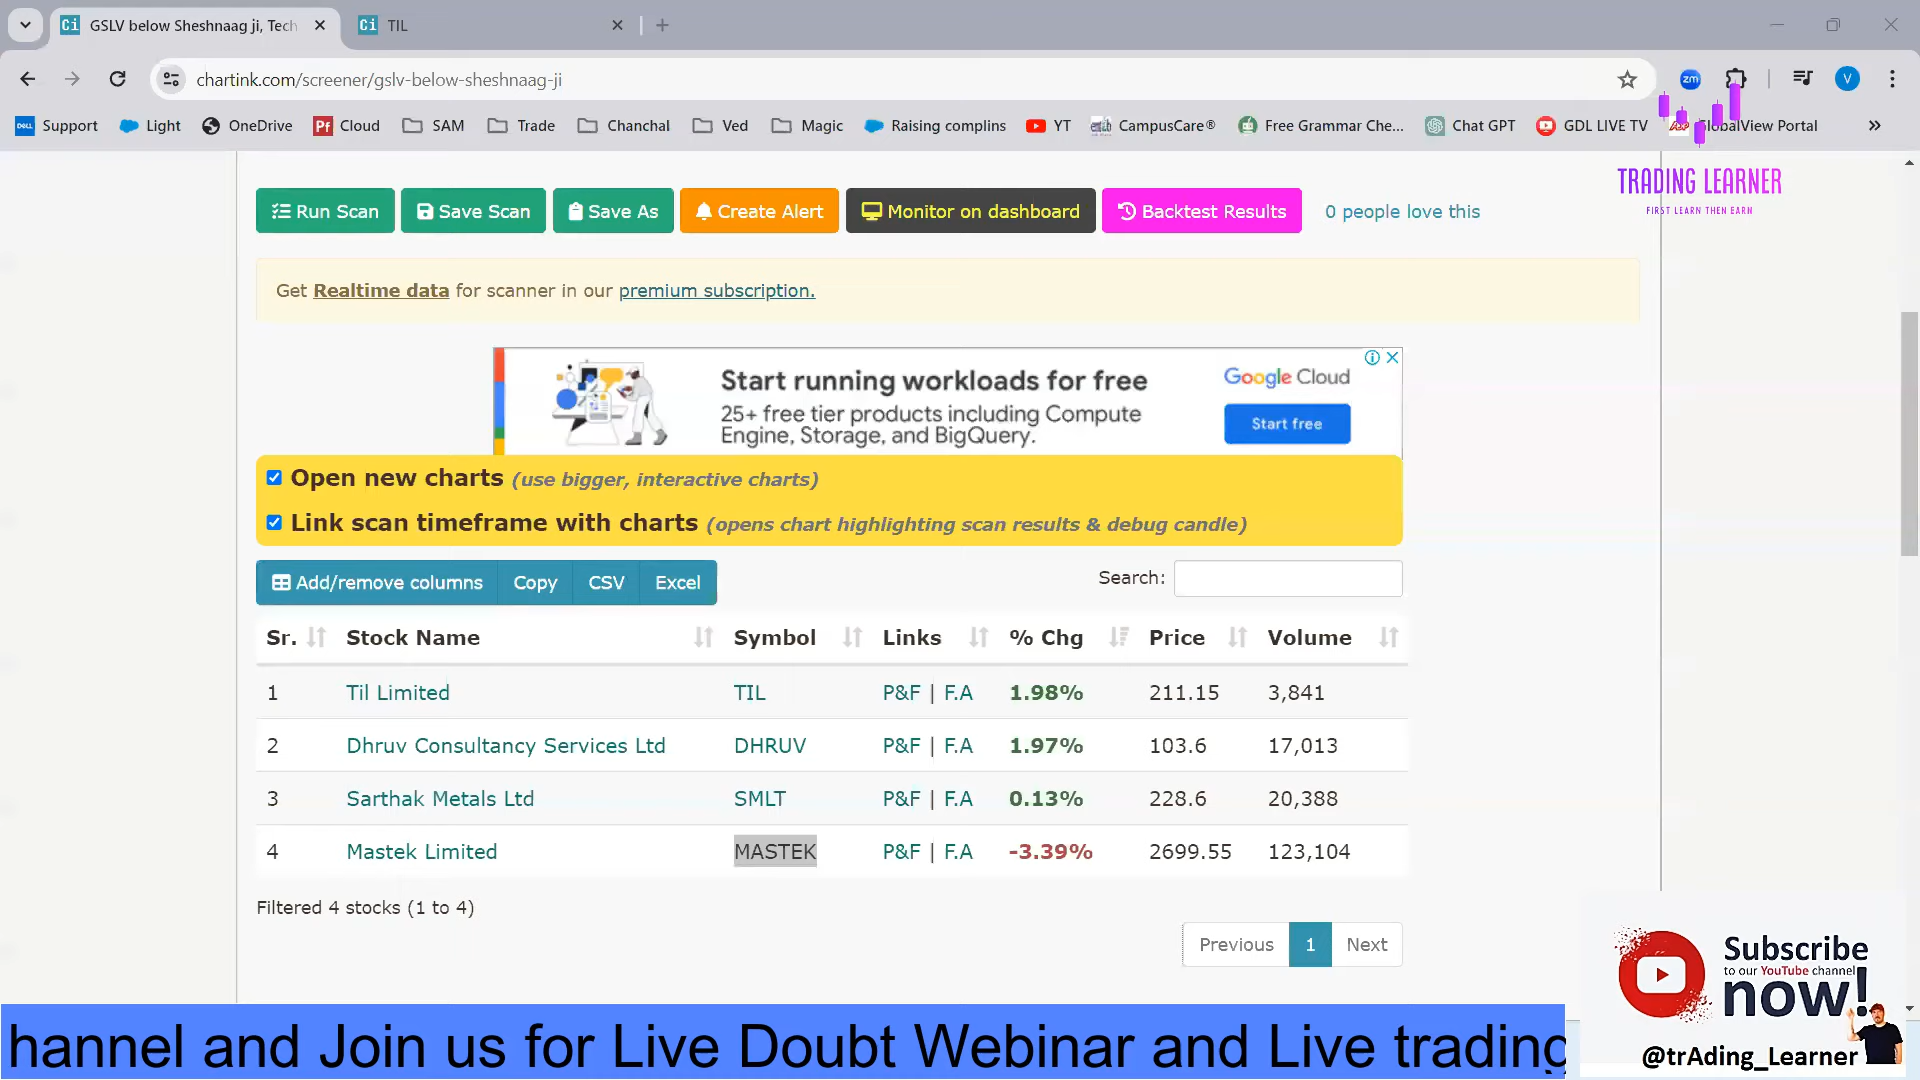 GSLV below Sheshnaag ji, Tech
TIL
chartink.com/screener/gslv-below-sheshnaag-ji
zm
V
DELL Support
Light
OneDrive
Pf Cloud
SAM
Trade
Chanchal
Ved
Magic
Raising complins
YT
CampusCare®
Free Grammar Che...
Chat GPT
GDL LIVE TV
GlobalView Portal
TRADING LEARNER
FIRST LEARN THEN EARN
Run Scan
Save Scan
Save As
Create Alert
Monitor on dashboard
Backtest Results
0 people love this
Get Realtime data for scanner in our premium subscription.
Start running workloads for free
25+ free tier products including Compute
Engine, Storage, and BigQuery.
Google Cloud
Start free
Open new charts (use bigger, interactive charts)
Link scan timeframe with charts (opens chart highlighting scan results & debug candle)
Add/remove columns Copy CSV Excel
Search:
Sr. Stock Name Symbol Links % Chg Price Volume
1 Til Limited TIL P&F | F.A 1.98% 211.15 3,841
2 Dhruv Consultancy Services Ltd DHRUV P&F | F.A 1.97% 103.6 17,013
3 Sarthak Metals Ltd SMLT P&F | F.A 0.13% 228.6 20,388
4 Mastek Limited MASTEK P&F | F.A -3.39% 2699.55 123,104
Filtered 4 stocks (1 to 4)
Previous 1 Next
Subscribe
to our YouTube channel
now!
@trAding_Learner
hannel and Join us for Live Doubt Webinar and Live trading